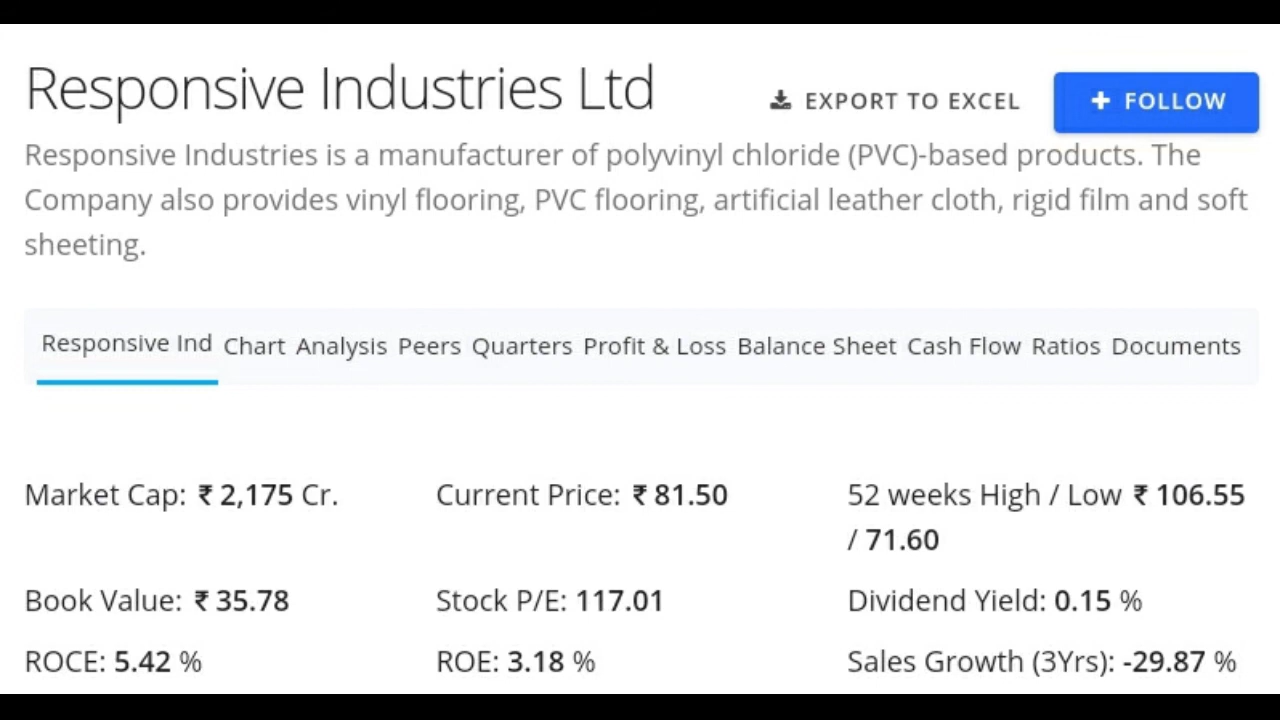 Responsive Industries Ltd
EXPORT TO EXCEL
+ FOLLOW
Responsive Industries is a manufacturer of polyvinyl chloride (PVC)-based products. The
Company also provides vinyl flooring, PVC flooring, artificial leather cloth, rigid film and soft
sheeting.
Responsive Ind Chart Analysis Peers Quarters Profit & Loss Balance Sheet Cash Flow Ratios Documents
Market Cap: ₹ 2,175 Cr.
Current Price: ₹ 81.50
52 weeks High / Low ₹ 106.55
/ 71.60
Book Value: ₹ 35.78
Stock P/E: 117.01
Dividend Yield: 0.15 %
ROCE: 5.42 %
ROE: 3.18 %
Sales Growth (3Yrs): -29.87 %